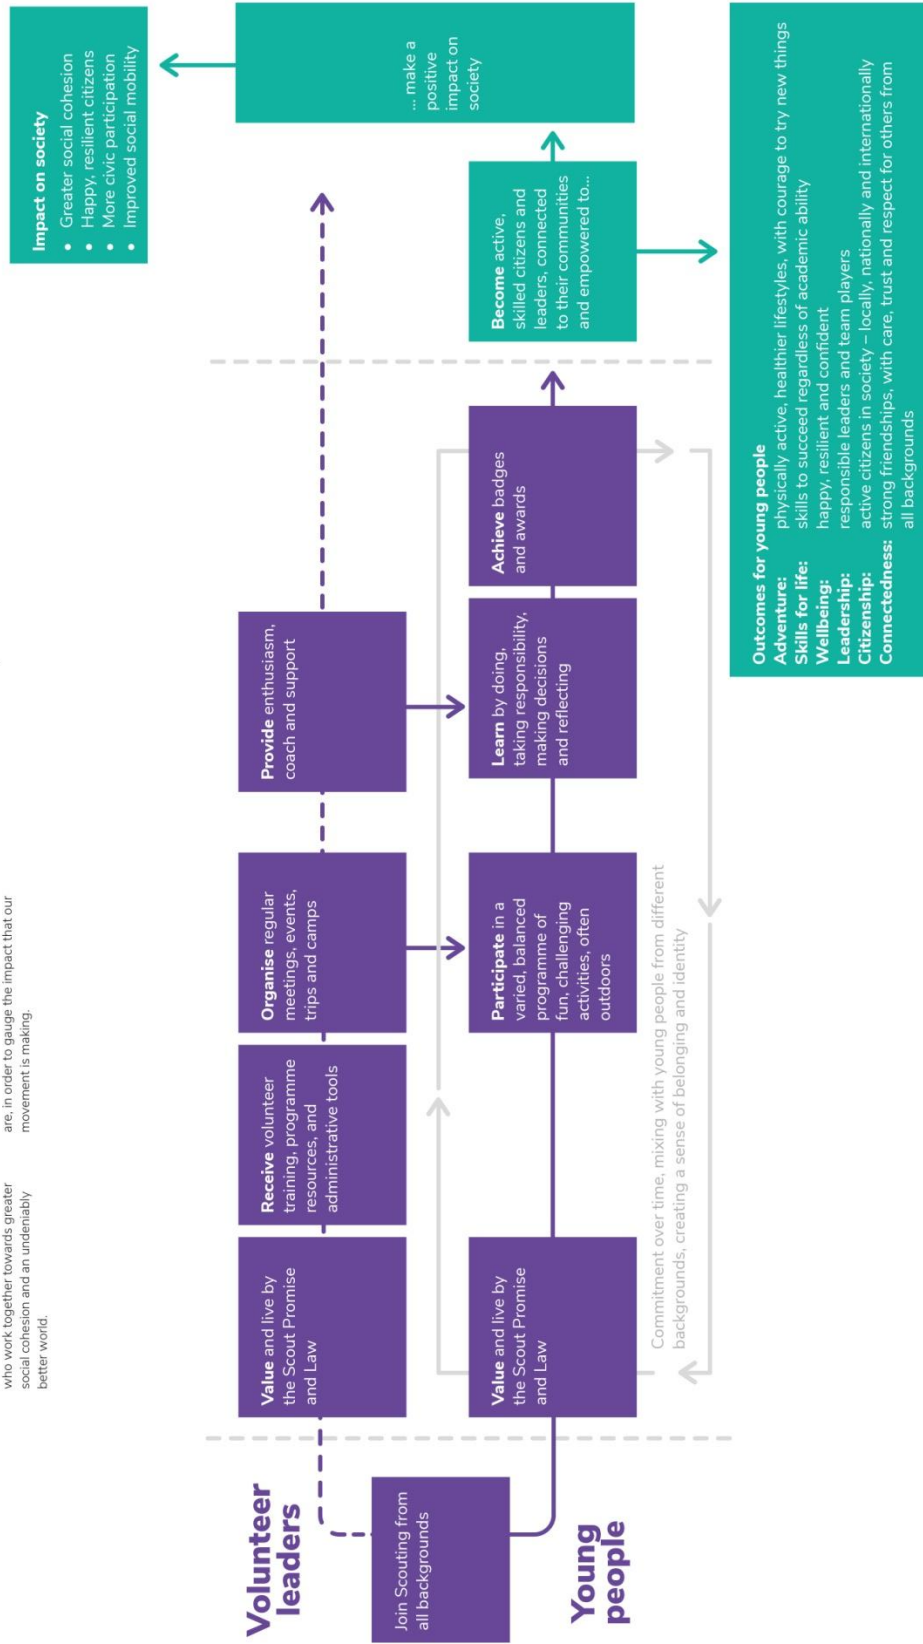 who work together towards greater
social cohesion and an undeniably
better world.
are, in order to gauge the impact that our
movement is making.
Volunteer
leaders
Join Scouting from
all backgrounds
Young
people
Value and live by
the Scout Promise
and Law
Receive volunteer
training, programme
resources, and
administrative tools
Organise regular
meetings, events,
trips and camps
Provide enthusiasm,
coach and support
Value and live by
the Scout Promise
and Law
Participate in a
varied, balanced
programme of
fun, challenging
activities, often
outdoors
Learn by doing,
taking responsibility,
making decisions
and reflecting
Achieve badges
and awards
Commitment over time, mixing with young people from different
backgrounds, creating a sense of belonging and identity
Become active,
skilled citizens and
leaders, connected
to their communities
and empowered to...
... make a
positive
impact on
society
Impact on society
• Greater social cohesion
• Happy, resilient citizens
• More civic participation
• Improved social mobility
Outcomes for young people
Adventure: physically active, healthier lifestyles, with courage to try new things
Skills for life: skills to succeed regardless of academic ability
Wellbeing: happy, resilient and confident
Leadership: responsible leaders and team players
Citizenship: active citizens in society – locally, nationally and internationally
Connectedness: strong friendships, with care, trust and respect for others from
all backgrounds